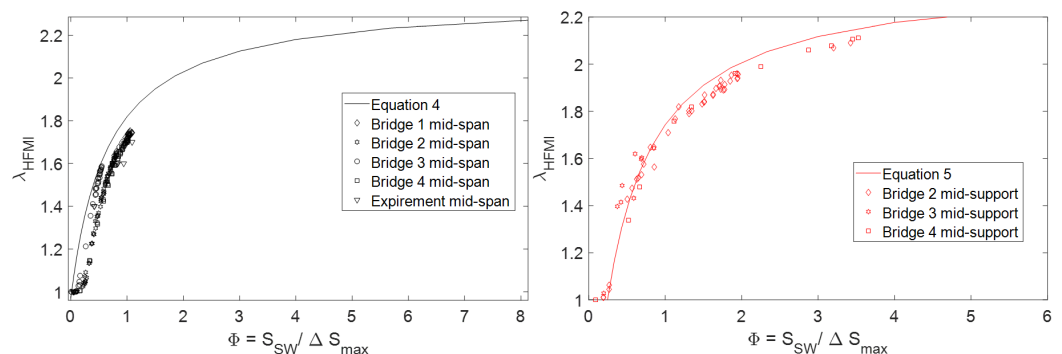 2.2
2
1.8
1.6
1.4
1.2
1
λHFMI
Equation 4
Bridge 1 mid-span
Bridge 2 mid-span
Bridge 3 mid-span
Bridge 4 mid-span
Expirement mid-span
0 1 2 3 4 5 6 7 8
Φ = SSW/ Δ Smax
2.2
2
1.8
1.6
1.4
1.2
1
λHFMI
Equation 5
Bridge 2 mid-support
Bridge 3 mid-support
Bridge 4 mid-support
0 1 2 3 4 5 6
Φ = SSW/ Δ Smax